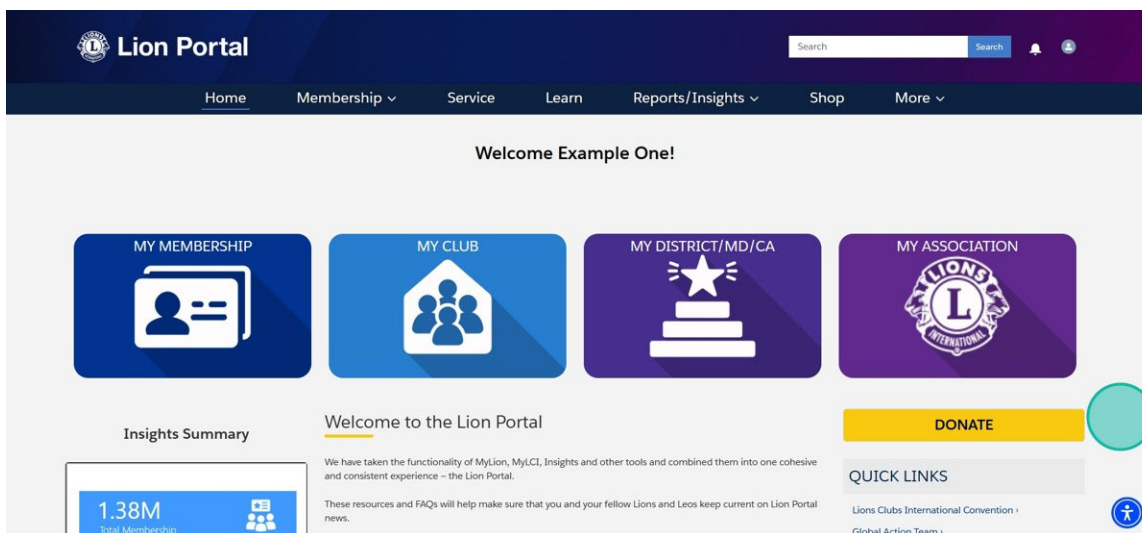 Lion Portal
Search
Search
Home
Membership
Service
Learn
Reports/Insights
Shop
More
Welcome Example One!
MY MEMBERSHIP
MY CLUB
MY DISTRICT/MD/CA
MY ASSOCIATION
LIONS
L
INTERNATIONAL
Insights Summary
1.38M
Total Membership
Welcome to the Lion Portal
We have taken the functionality of MyLion, MyLCI, Insights and other tools and combined them into one cohesive
and consistent experience – the Lion Portal.
These resources and FAQs will help make sure that you and your fellow Lions and Leos keep current on Lion Portal
news.
DONATE
QUICK LINKS
Lions Clubs International Convention ›
Global Action Team ›